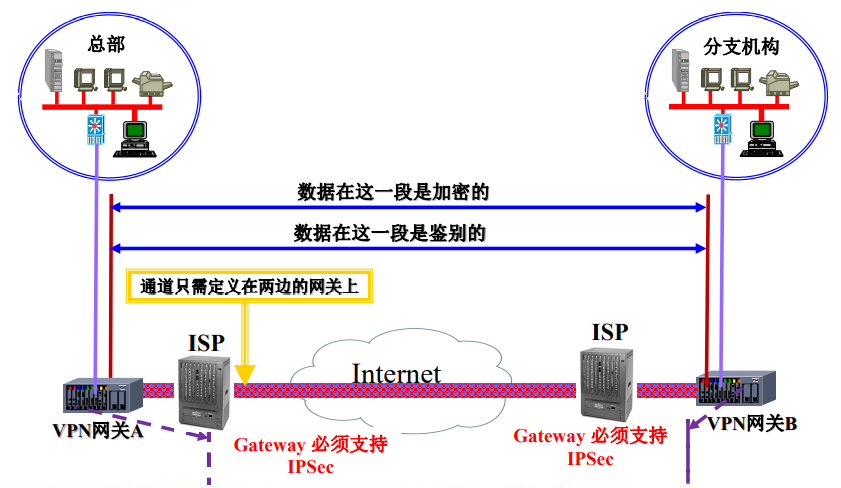 总部
分支机构
数据在这一段是加密的
数据在这一段是鉴别的
通道只需定义在两边的网关上
ISP
ISP
Internet
VPN网关A
VPN网关B
Gateway 必须支持
IPSec
Gateway 必须支持
IPSec